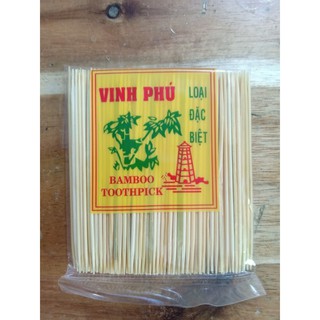 VINH PHÚ
LOẠI
ĐẶC
BIỆT
BAMBOO
TOOTHPICK